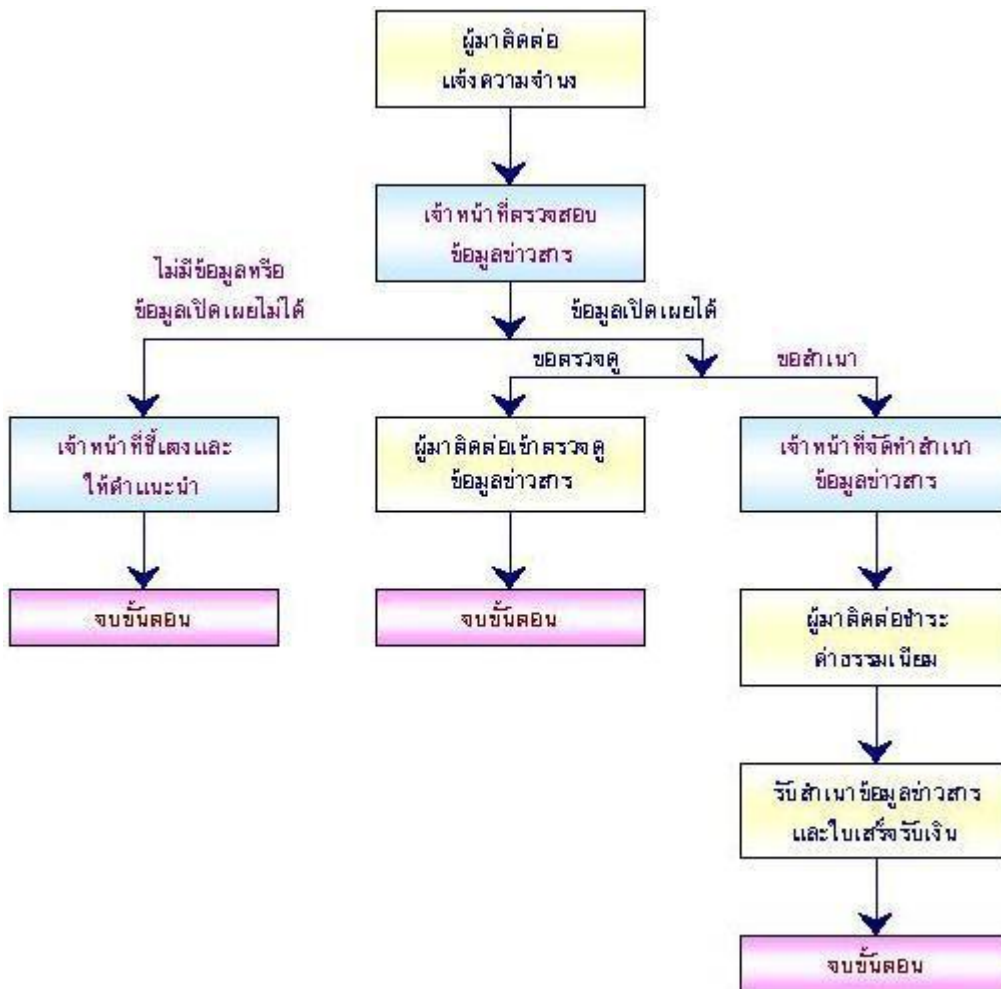 ผู้มาติดต่อ
แจ้งความจำนง
เจ้าหน้าที่ตรวจสอบ
ข้อมูลข่าวสาร
ไม่มีข้อมูลหรือ
ข้อมูลเปิดเผยไม่ได้
ข้อมูลเปิดเผยได้
ขอตรวจดู
ขอสำเนา
เจ้าหน้าที่ชี้แจงและ
ให้คำแนะนำ
ผู้มาติดต่อเข้าตรวจดู
ข้อมูลข่าวสาร
เจ้าหน้าที่จัดทำสำเนา
ข้อมูลข่าวสาร
จบขั้นตอน
จบขั้นตอน
ผู้มาติดต่อชำระ
ค่าธรรมเนียม
รับสำเนาข้อมูลข่าวสาร
และใบเสร็จรับเงิน
จบขั้นตอน